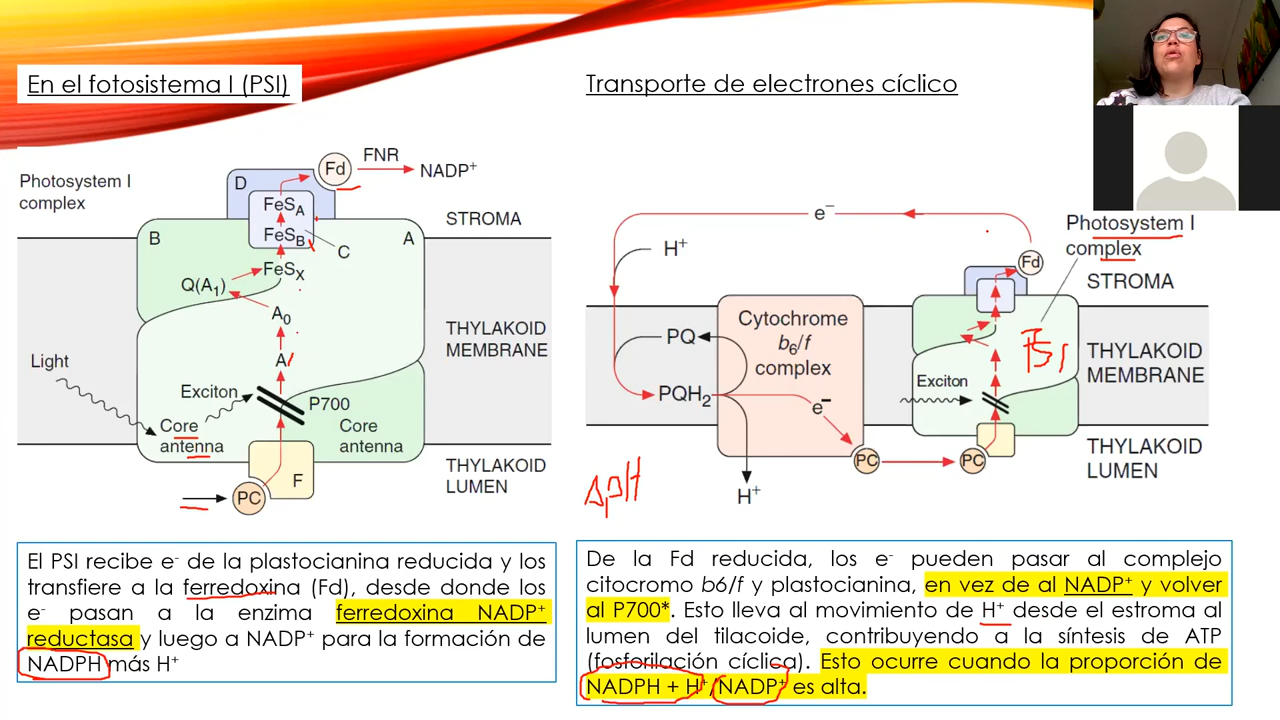 En el fotosistema I (PSI)
Transporte de electrones cíclico
Photosystem I
complex
D
Fd
FNR
NADP⁺
STROMA
FeS_A
FeS_B
C
B
A
FeS_X
Q(A₁)
A₀
A
THYLAKOID
MEMBRANE
Light
Exciton
P700
Core
antenna
Core
antenna
F
PC
THYLAKOID
LUMEN
e⁻
H⁺
Photosystem I
complex
Fd
STROMA
PQ
Cytochrome
b₆/f
complex
PSI
PQH₂
e⁻
Exciton
THYLAKOID
MEMBRANE
PC
PC
THYLAKOID
LUMEN
ΔpH
H⁺
El PSI recibe e⁻ de la plastocianina reducida y los
transfiere a la ferredoxina (Fd), desde donde los
e⁻ pasan a la enzima ferredoxina NADP⁺
reductasa y luego a NADP⁺ para la formación de
NADPH más H⁺
De la Fd reducida, los e⁻ pueden pasar al complejo
citocromo b6/f y plastocianina, en vez de al NADP⁺ y volver
al P700*. Esto lleva al movimiento de H⁺ desde el estroma al
lumen del tilacoide, contribuyendo a la síntesis de ATP
(fosforilación cíclica). Esto ocurre cuando la proporción de
NADPH + H⁺/NADP⁺ es alta.